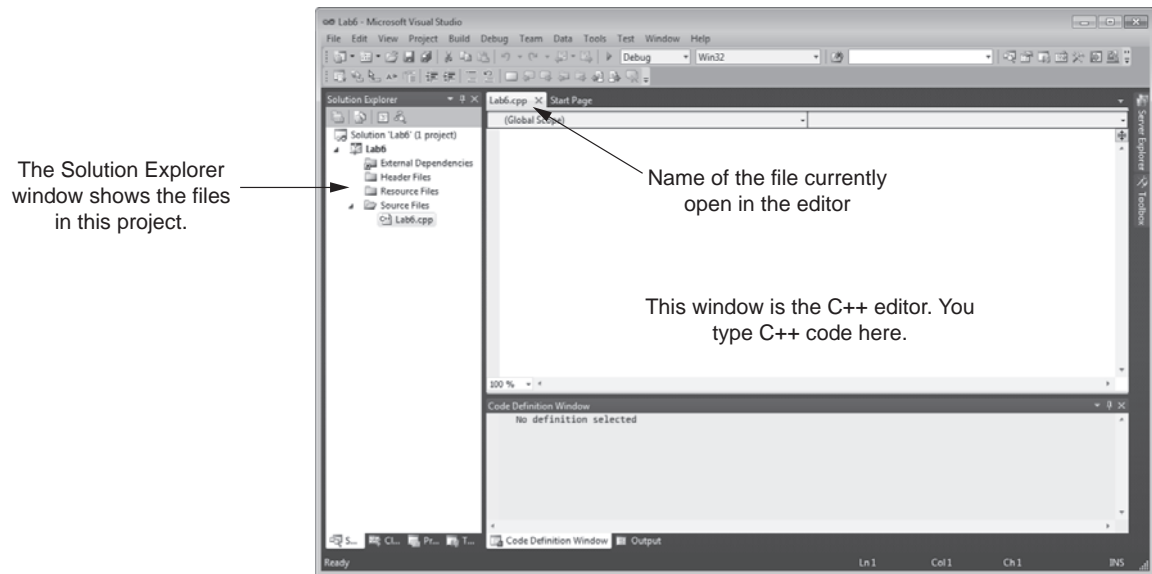 Lab6 - Microsoft Visual Studio
File Edit View Project Build Debug Team Data Tools Test Window Help
Debug Win32
Solution Explorer
Lab6.cpp Start Page
(Global Scope)
Solution 'Lab6' (1 project)
Lab6
External Dependencies
Header Files
Resource Files
Source Files
Lab6.cpp
The Solution Explorer
window shows the files
in this project.
Name of the file currently
open in the editor
This window is the C++ editor. You
type C++ code here.
100 %
Code Definition Window
No definition selected
Server Explorer
Toolbox
S... Cl... Pr... T...
Code Definition Window Output
Ready Ln 1 Col 1 Ch 1 INS